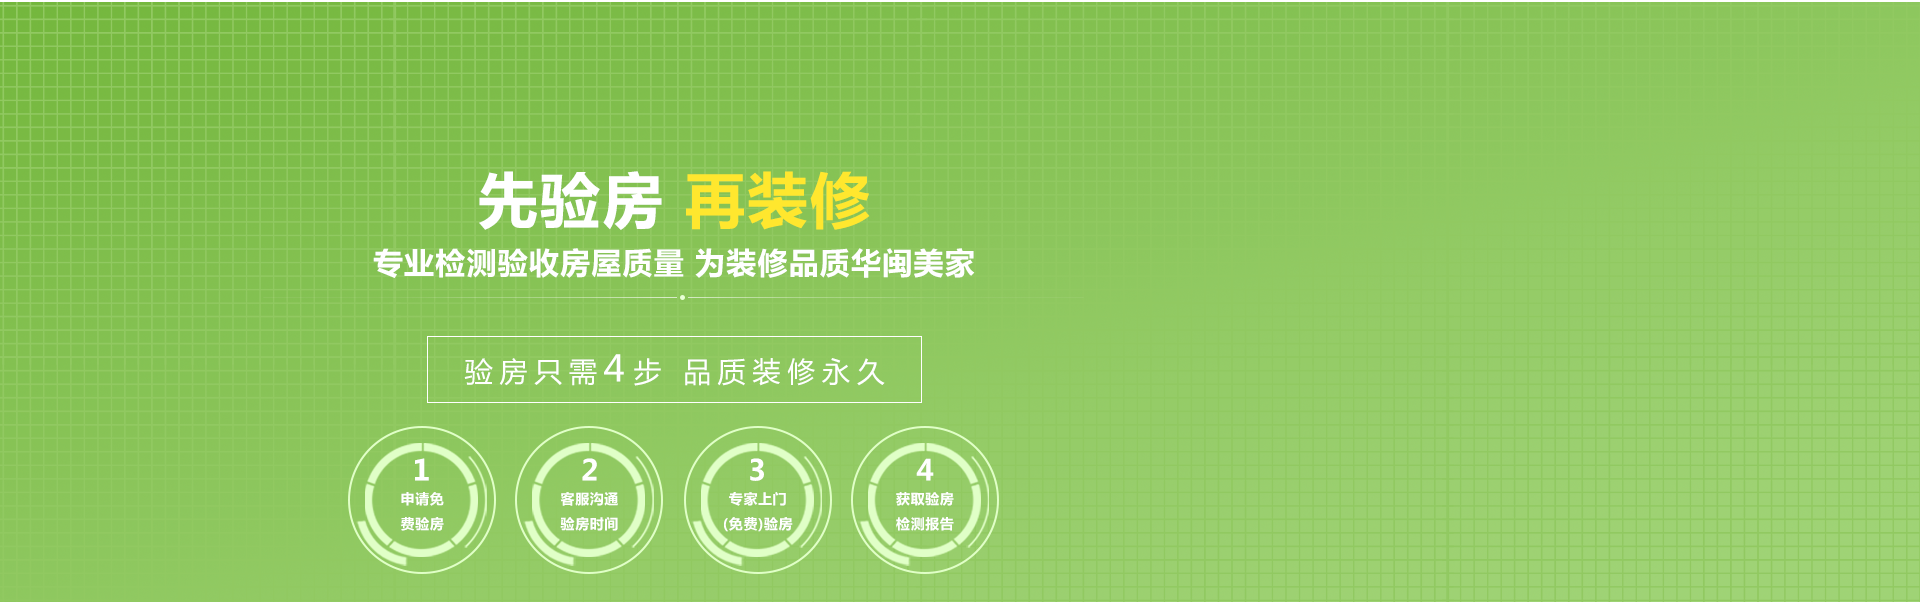 先验房 再装修
专业检测验收房屋质量 为装修品质华闽美家
验房只需4步 品质装修永久
1
申请免
费验房
2
客服沟通
验房时间
3
专家上门
(免费)验房
4
获取验房
检测报告